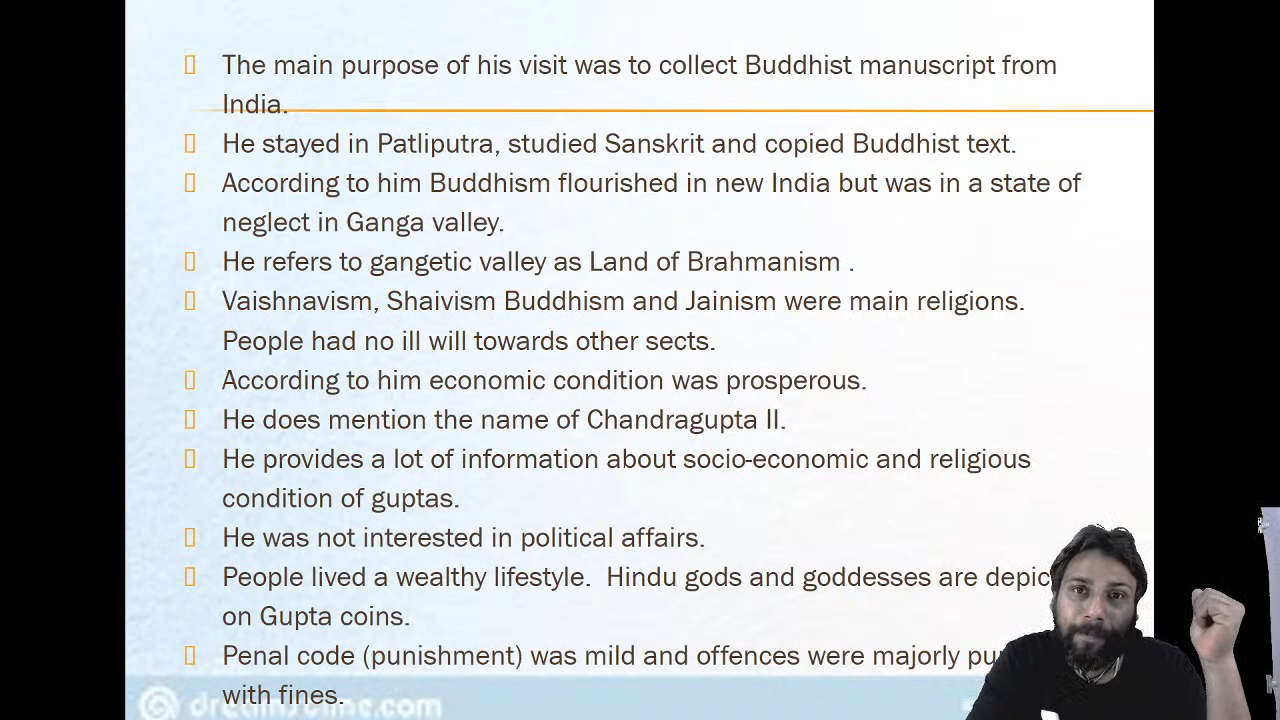 The main purpose of his visit was to collect Buddhist manuscript from
India.
He stayed in Patliputra, studied Sanskrit and copied Buddhist text.
According to him Buddhism flourished in new India but was in a state of
neglect in Ganga valley.
He refers to gangetic valley as Land of Brahmanism .
Vaishnavism, Shaivism Buddhism and Jainism were main religions.
People had no ill will towards other sects.
According to him economic condition was prosperous.
He does mention the name of Chandragupta II.
He provides a lot of information about socio-economic and religious
condition of guptas.
He was not interested in political affairs.
People lived a wealthy lifestyle. Hindu gods and goddesses are depic
on Gupta coins.
Penal code (punishment) was mild and offences were majorly pu
with fines.